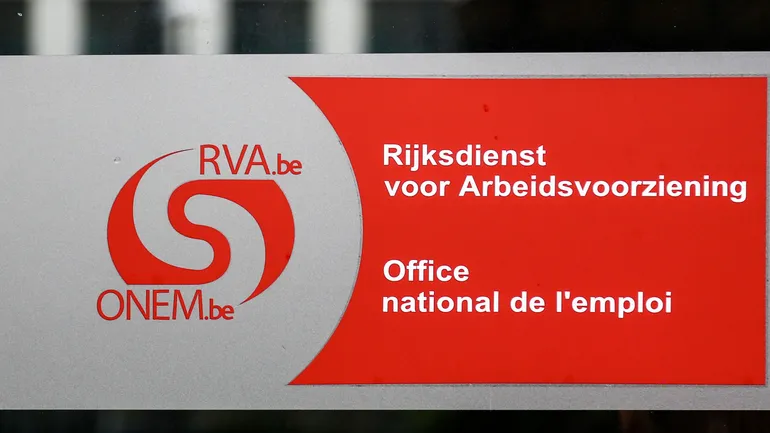 RVA.be
ONEM.be
Rijksdienst
voor Arbeidsvoorziening
Office
national de l'emploi